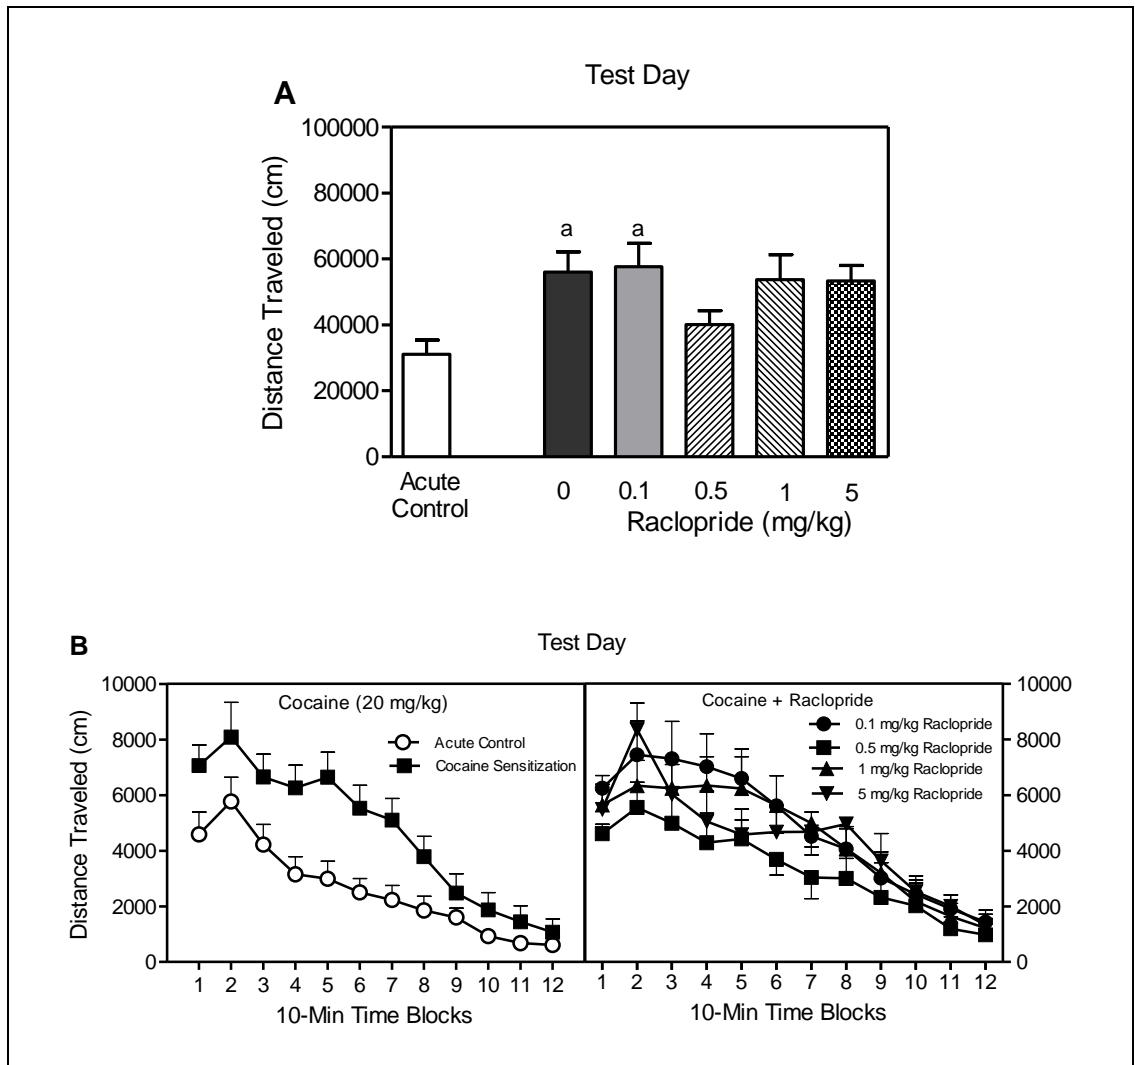 Test Day
A
100000
80000
60000
40000
20000
0
Distance Traveled (cm)
a a
Acute
Control
0 0.1 0.5 1 5
Raclopride (mg/kg)
Test Day
B
10000
8000
6000
4000
2000
0
Distance Traveled (cm)
Cocaine (20 mg/kg)
Acute Control
Cocaine Sensitization
1 2 3 4 5 6 7 8 9 10 11 12
10-Min Time Blocks
Cocaine + Raclopride
0.1 mg/kg Raclopride
0.5 mg/kg Raclopride
1 mg/kg Raclopride
5 mg/kg Raclopride
10000
8000
6000
4000
2000
0
1 2 3 4 5 6 7 8 9 10 11 12
10-Min Time Blocks